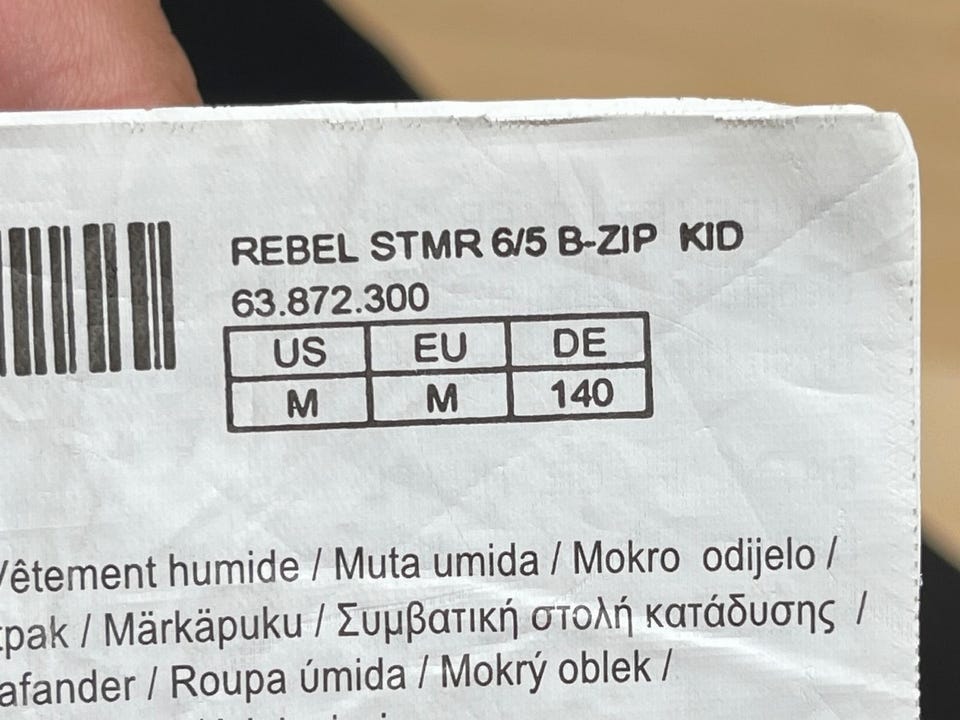 REBEL STMR 6/5 B-ZIP KID
63.872.300
US EU DE
M M 140
humide / Muta umida / Mokro odijelo /
/ Märkäpuku / Συμβατική στολή κατάδυσης /
/ Roupa úmida / Mokrý oblek /